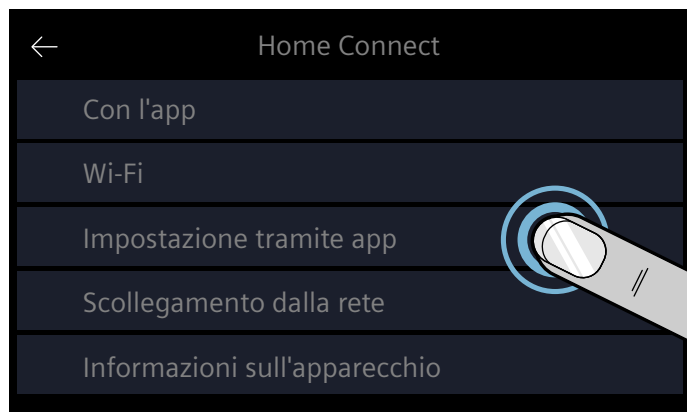 Home Connect
Con l'app
Wi-Fi
Impostazione tramite app
Scollegamento dalla rete
Informazioni sull'apparecchio